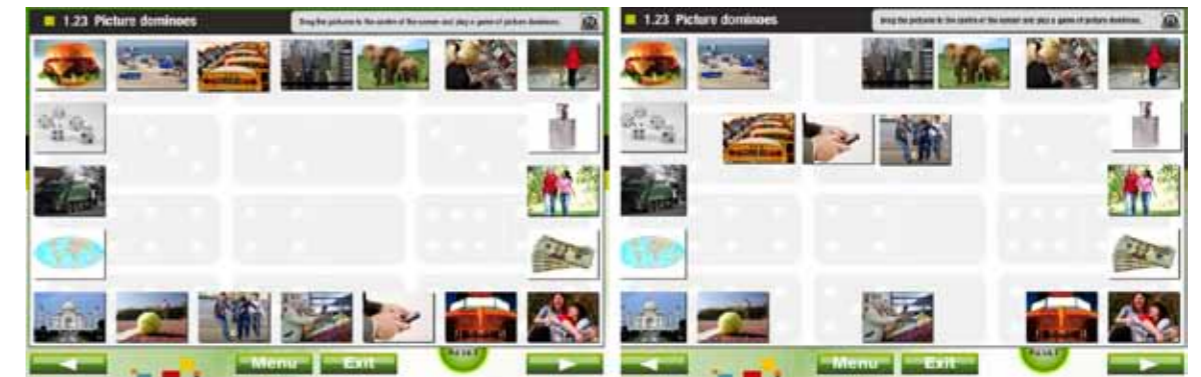 1.23 Picture dominoes
Drag the pictures to the centre of the screen and play a game of picture dominoes.
1.23 Picture dominoes
Drag the pictures to the centre of the screen and play a game of picture dominoes.
Menu Exit RESET
Menu Exit